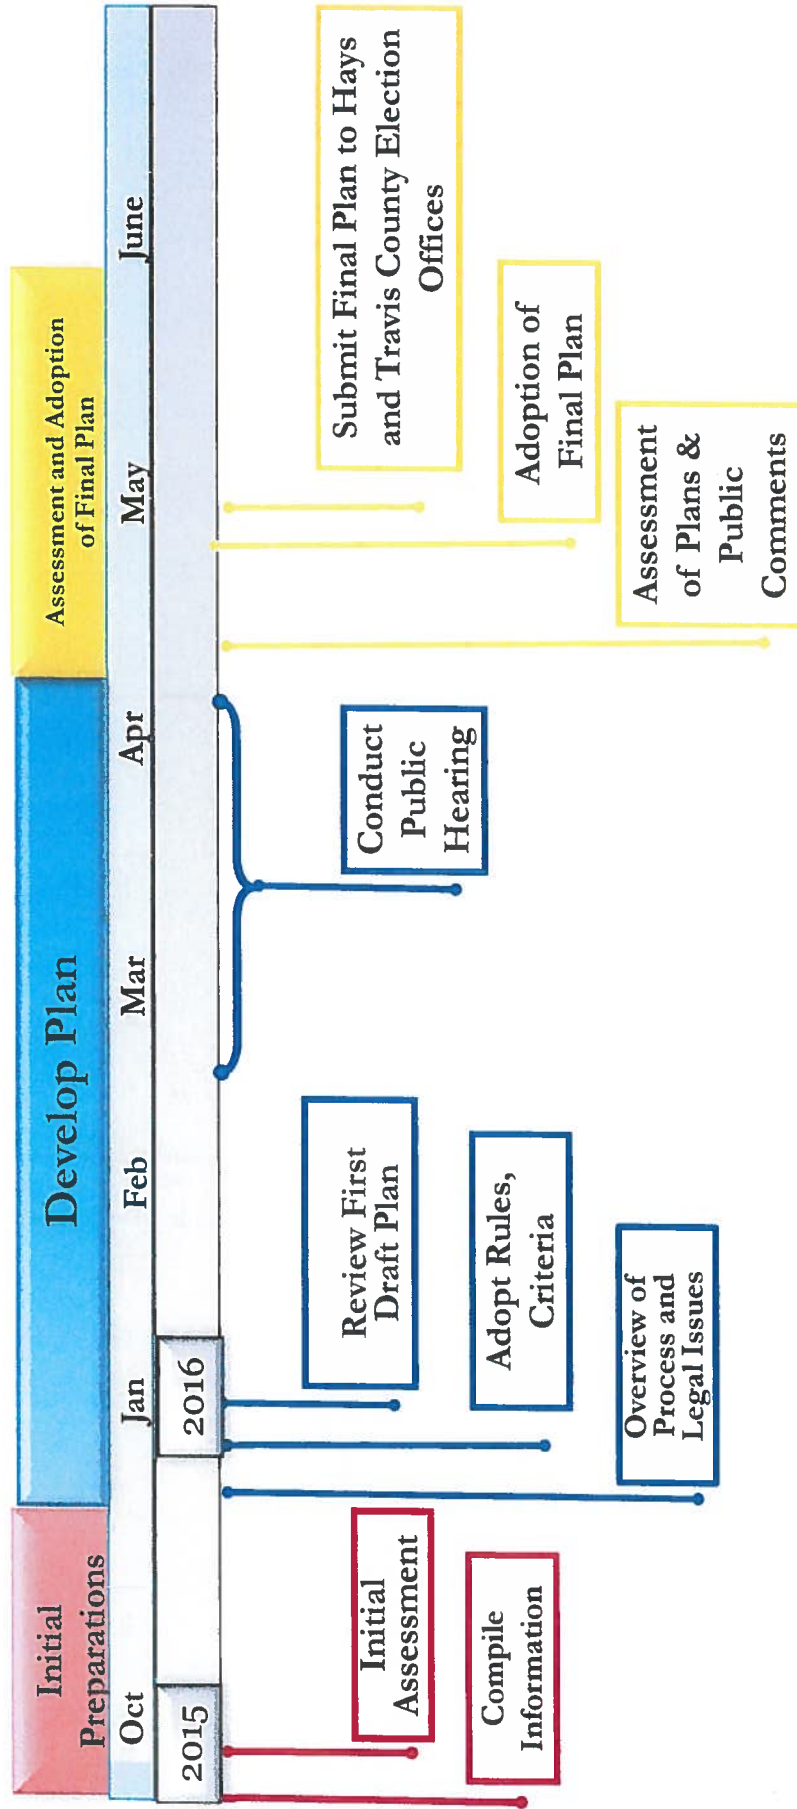 Initial
Preparations
Develop Plan
Assessment and Adoption
of Final Plan
Oct
Jan
Feb
Mar
Apr
May
June
2015
2016
Initial
Assessment
Compile
Information
Review First
Draft Plan
Adopt Rules,
Criteria
Overview of
Process and
Legal Issues
Conduct
Public
Hearing
Submit Final Plan to Hays
and Travis County Election
Offices
Adoption of
Final Plan
Assessment
of Plans &
Public
Comments